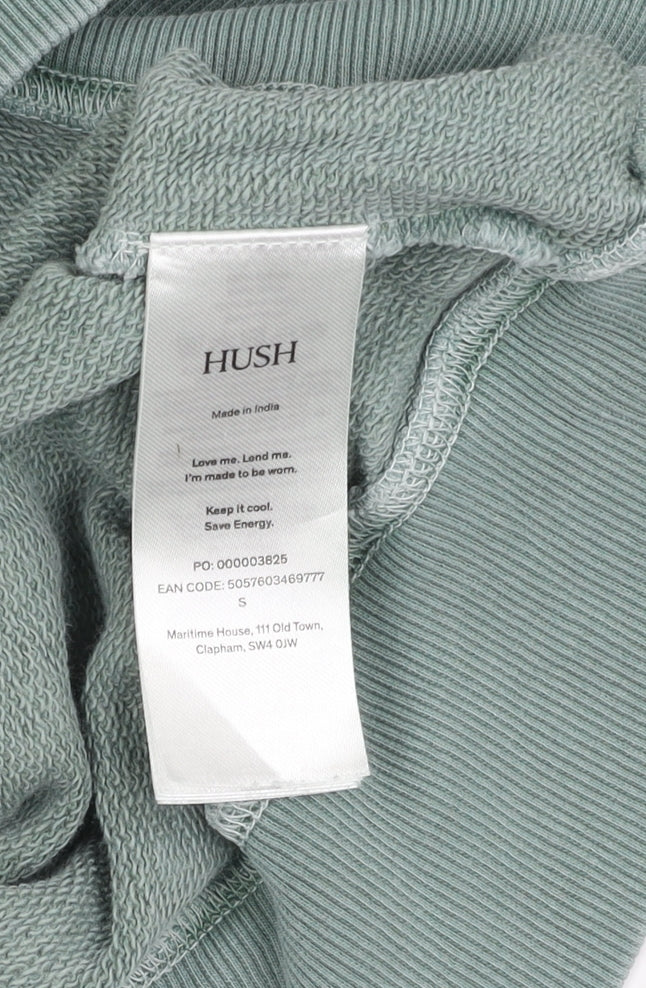 HUSH
Made in India
Love me. Lend me.
I'm made to be worn.
Keep it cool.
Save Energy.
PO: 000003825
EAN CODE: 5057603469777
S
Maritime House, 111 Old Town,
Clapham, SW4 0JW